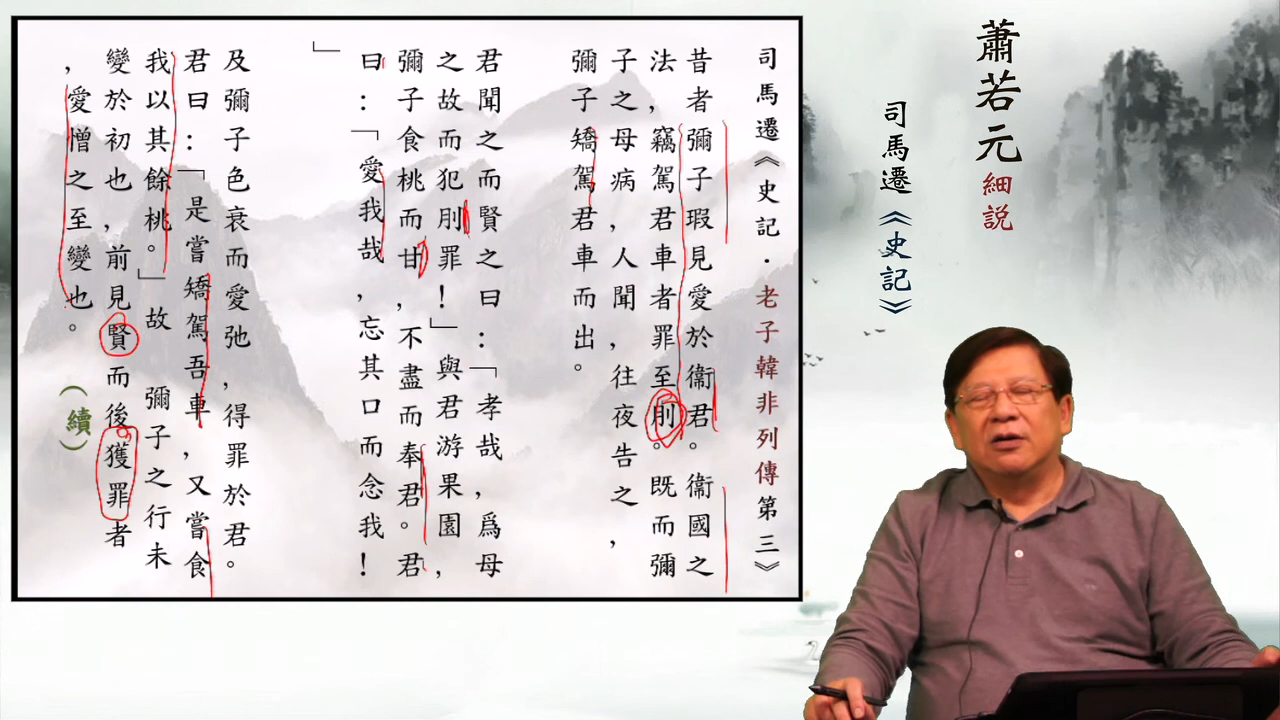 蕭若元
細説
司馬遷《史記》
司馬遷《史記．老子韓非列傳第三》
昔者彌子瑕見愛於衞君。衞國之
法，竊駕君車者罪至刖。既而彌
子之母病，人聞，往夜告之，
彌子矯駕君車而出。
君聞之而賢之曰：「孝哉，爲母
之故而犯刖罪！」與君游果園，
彌子食桃而甘，不盡而奉君。君
曰：「愛我哉，忘其口而念我！
」
及彌子色衰而愛弛，得罪於君。
君曰：「是嘗矯駕吾車，又嘗食
我以其餘桃。」故 彌子之行未
變於初也，前見賢而後獲罪者
，愛憎之至變也。
（續）